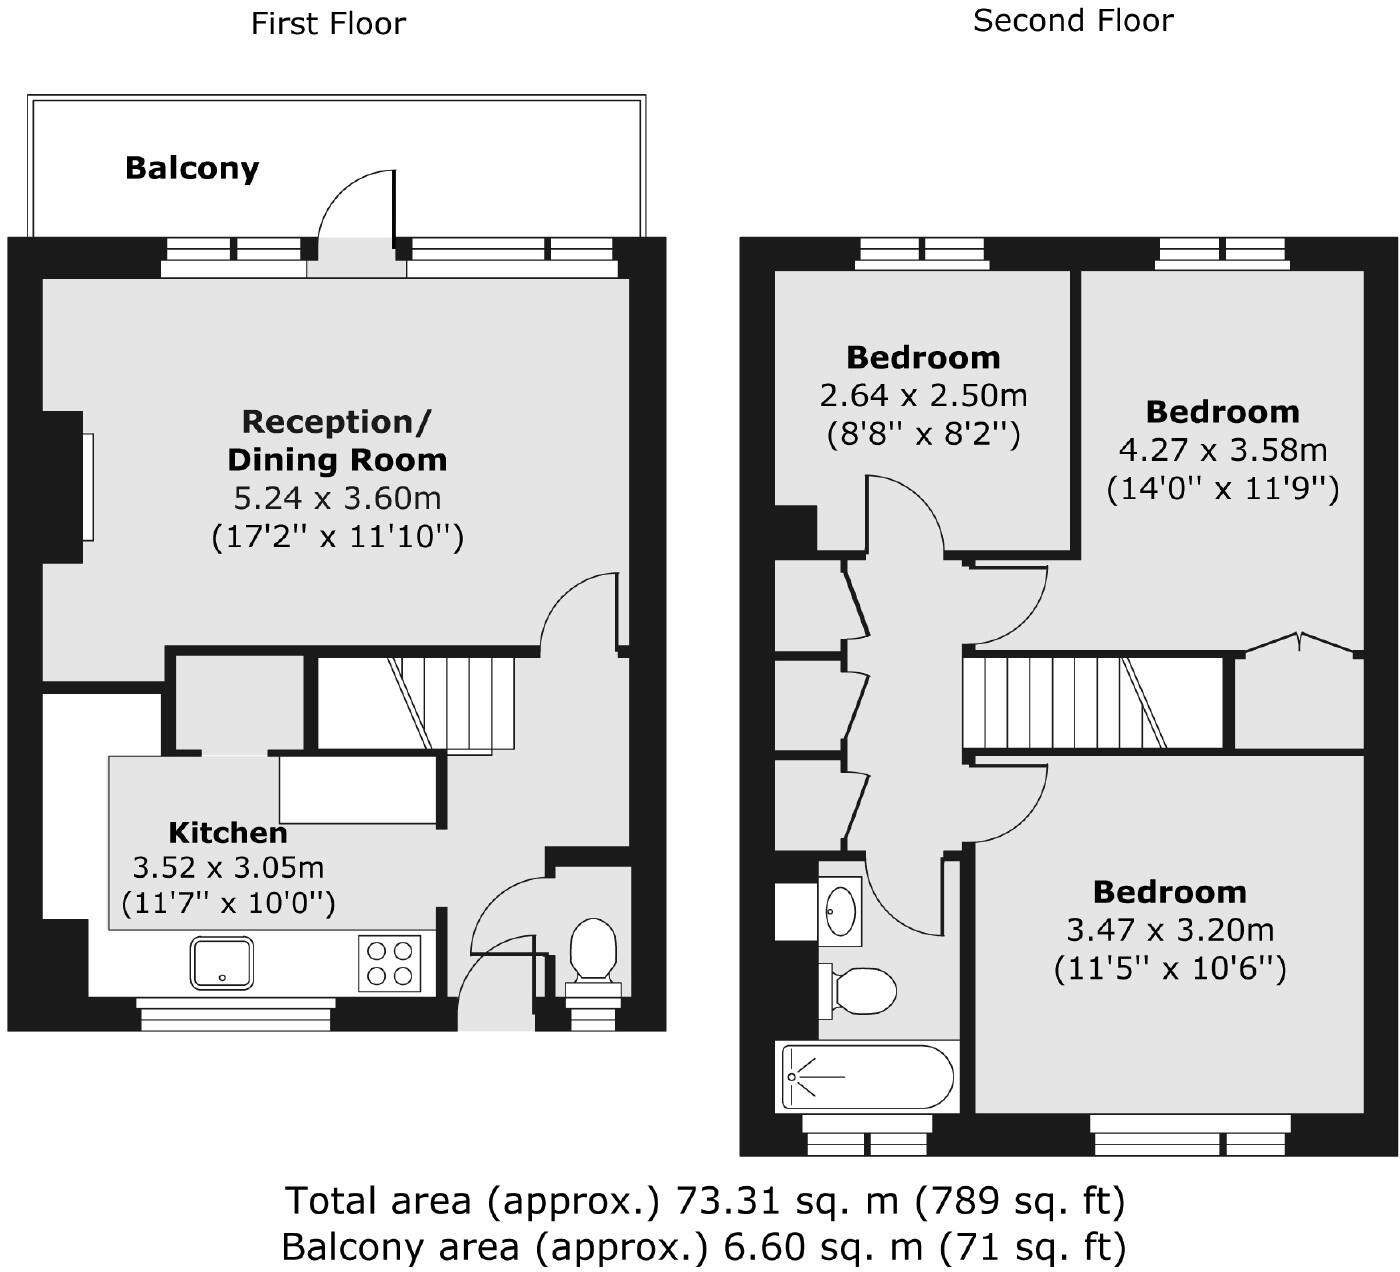 First Floor
Second Floor
Balcony
Reception/
Dining Room
5.24 x 3.60m
(17'2" x 11'10")
Kitchen
3.52 x 3.05m
(11'7" x 10'0")
Bedroom
2.64 x 2.50m
(8'8" x 8'2")
Bedroom
4.27 x 3.58m
(14'0" x 11'9")
Bedroom
3.47 x 3.20m
(11'5" x 10'6")
Total area (approx.) 73.31 sq. m (789 sq. ft)
Balcony area (approx.) 6.60 sq. m (71 sq. ft)